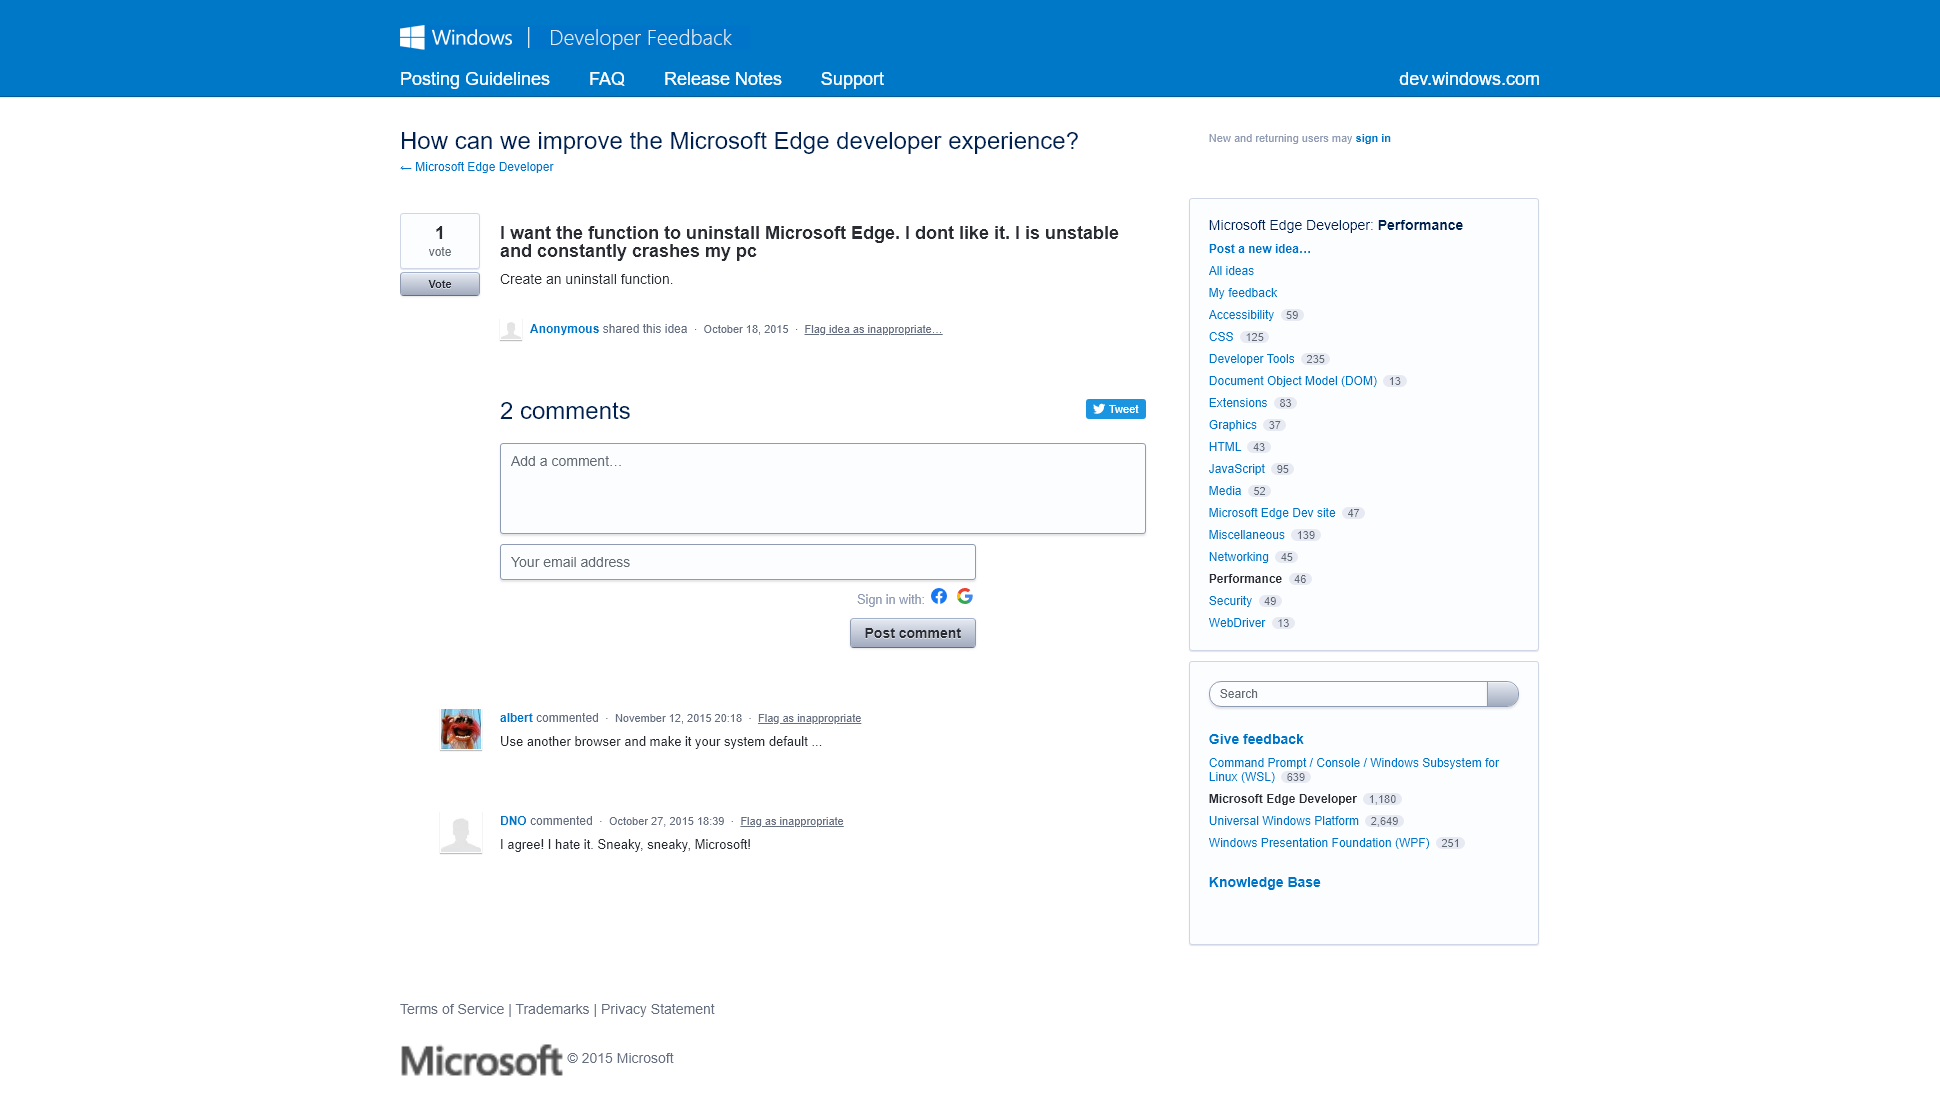 Windows | Developer Feedback
Posting Guidelines FAQ Release Notes Support dev.windows.com
How can we improve the Microsoft Edge developer experience?
← Microsoft Edge Developer
New and returning users may sign in
1
vote
Vote
I want the function to uninstall Microsoft Edge. I dont like it. I is unstable
and constantly crashes my pc
Create an uninstall function.
Anonymous shared this idea · October 18, 2015 · Flag idea as inappropriate…
2 comments
Tweet
Add a comment…
Your email address
Sign in with:
Post comment
albert commented · November 12, 2015 20:18 · Flag as inappropriate
Use another browser and make it your system default ...
DNO commented · October 27, 2015 18:39 · Flag as inappropriate
I agree! I hate it. Sneaky, sneaky, Microsoft!
Microsoft Edge Developer: Performance
Post a new idea…
All ideas
My feedback
Accessibility 59
CSS 125
Developer Tools 235
Document Object Model (DOM) 13
Extensions 83
Graphics 37
HTML 43
JavaScript 95
Media 52
Microsoft Edge Dev site 47
Miscellaneous 139
Networking 45
Performance 46
Security 49
WebDriver 13
Search
Give feedback
Command Prompt / Console / Windows Subsystem for
Linux (WSL) 639
Microsoft Edge Developer 1,180
Universal Windows Platform 2,649
Windows Presentation Foundation (WPF) 251
Knowledge Base
Terms of Service | Trademarks | Privacy Statement
Microsoft © 2015 Microsoft